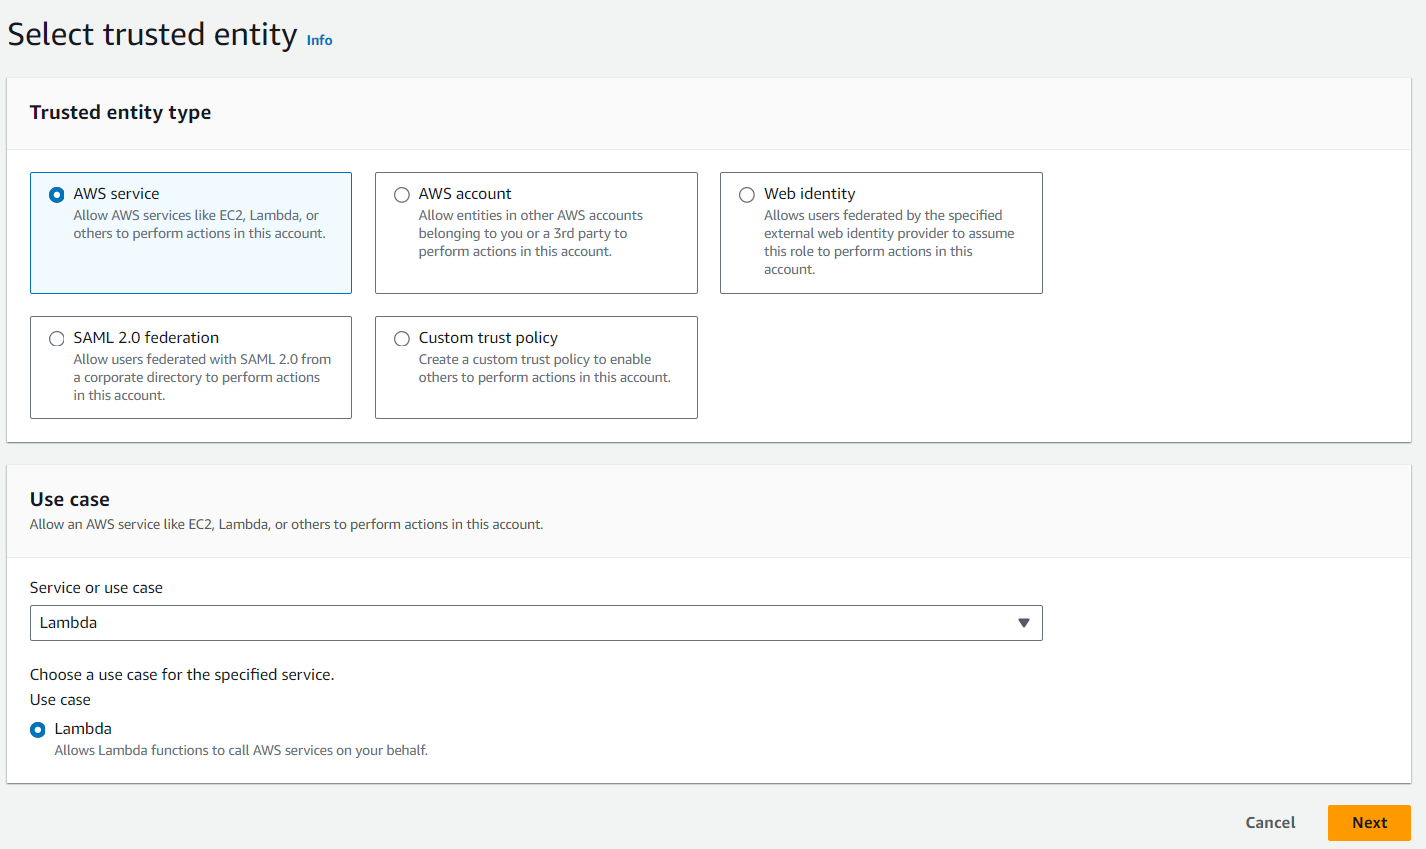 Select trusted entity Info
Trusted entity type
AWS service
Allow AWS services like EC2, Lambda, or
others to perform actions in this account.
AWS account
Allow entities in other AWS accounts
belonging to you or a 3rd party to
perform actions in this account.
Web identity
Allows users federated by the specified
external web identity provider to assume
this role to perform actions in this
account.
SAML 2.0 federation
Allow users federated with SAML 2.0 from
a corporate directory to perform actions
in this account.
Custom trust policy
Create a custom trust policy to enable
others to perform actions in this account.
Use case
Allow an AWS service like EC2, Lambda, or others to perform actions in this account.
Service or use case
Lambda
Choose a use case for the specified service.
Use case
Lambda
Allows Lambda functions to call AWS services on your behalf.
Cancel Next